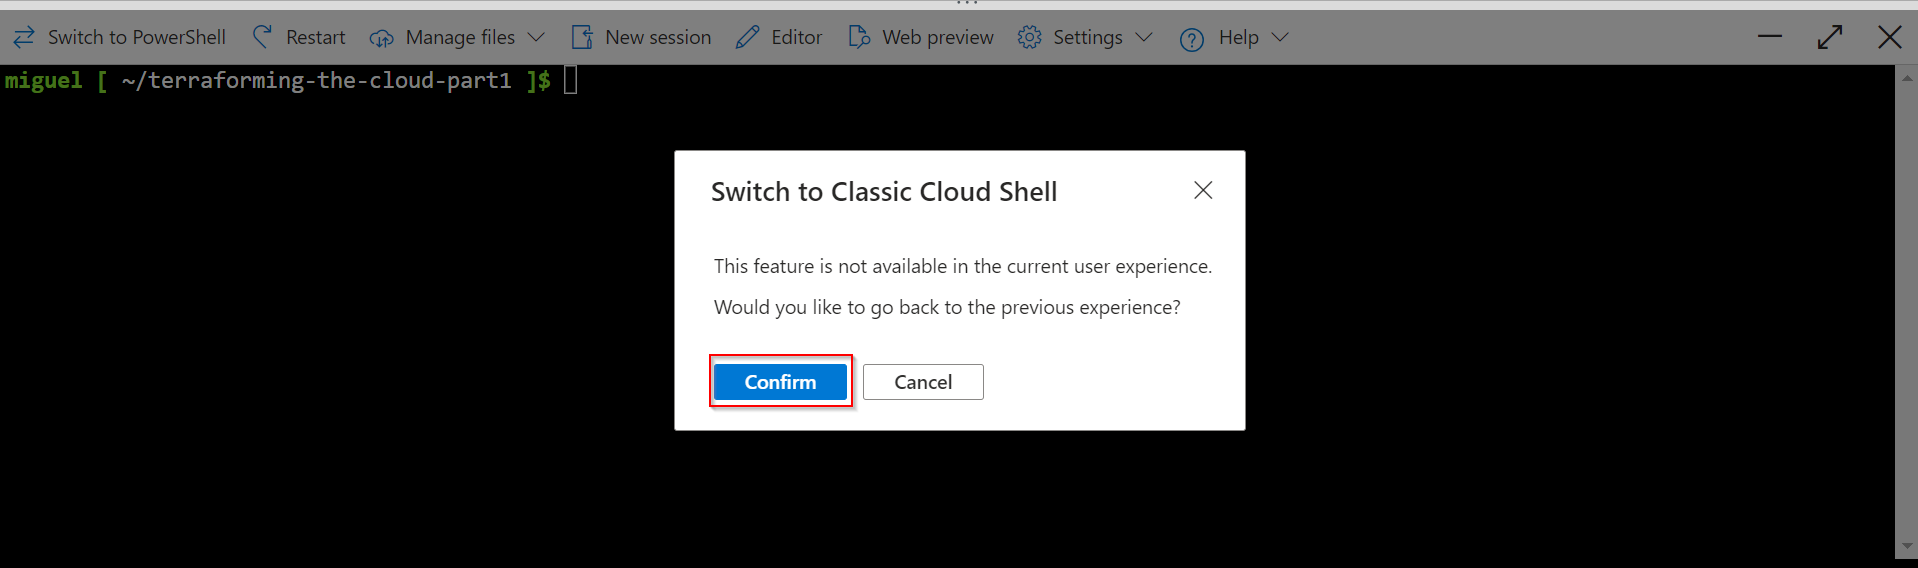 Switch to PowerShell Restart Manage files New session Editor Web preview Settings Help
miguel [ ~/terraforming-the-cloud-part1 ]$
Switch to Classic Cloud Shell
This feature is not available in the current user experience.
Would you like to go back to the previous experience?
Confirm Cancel